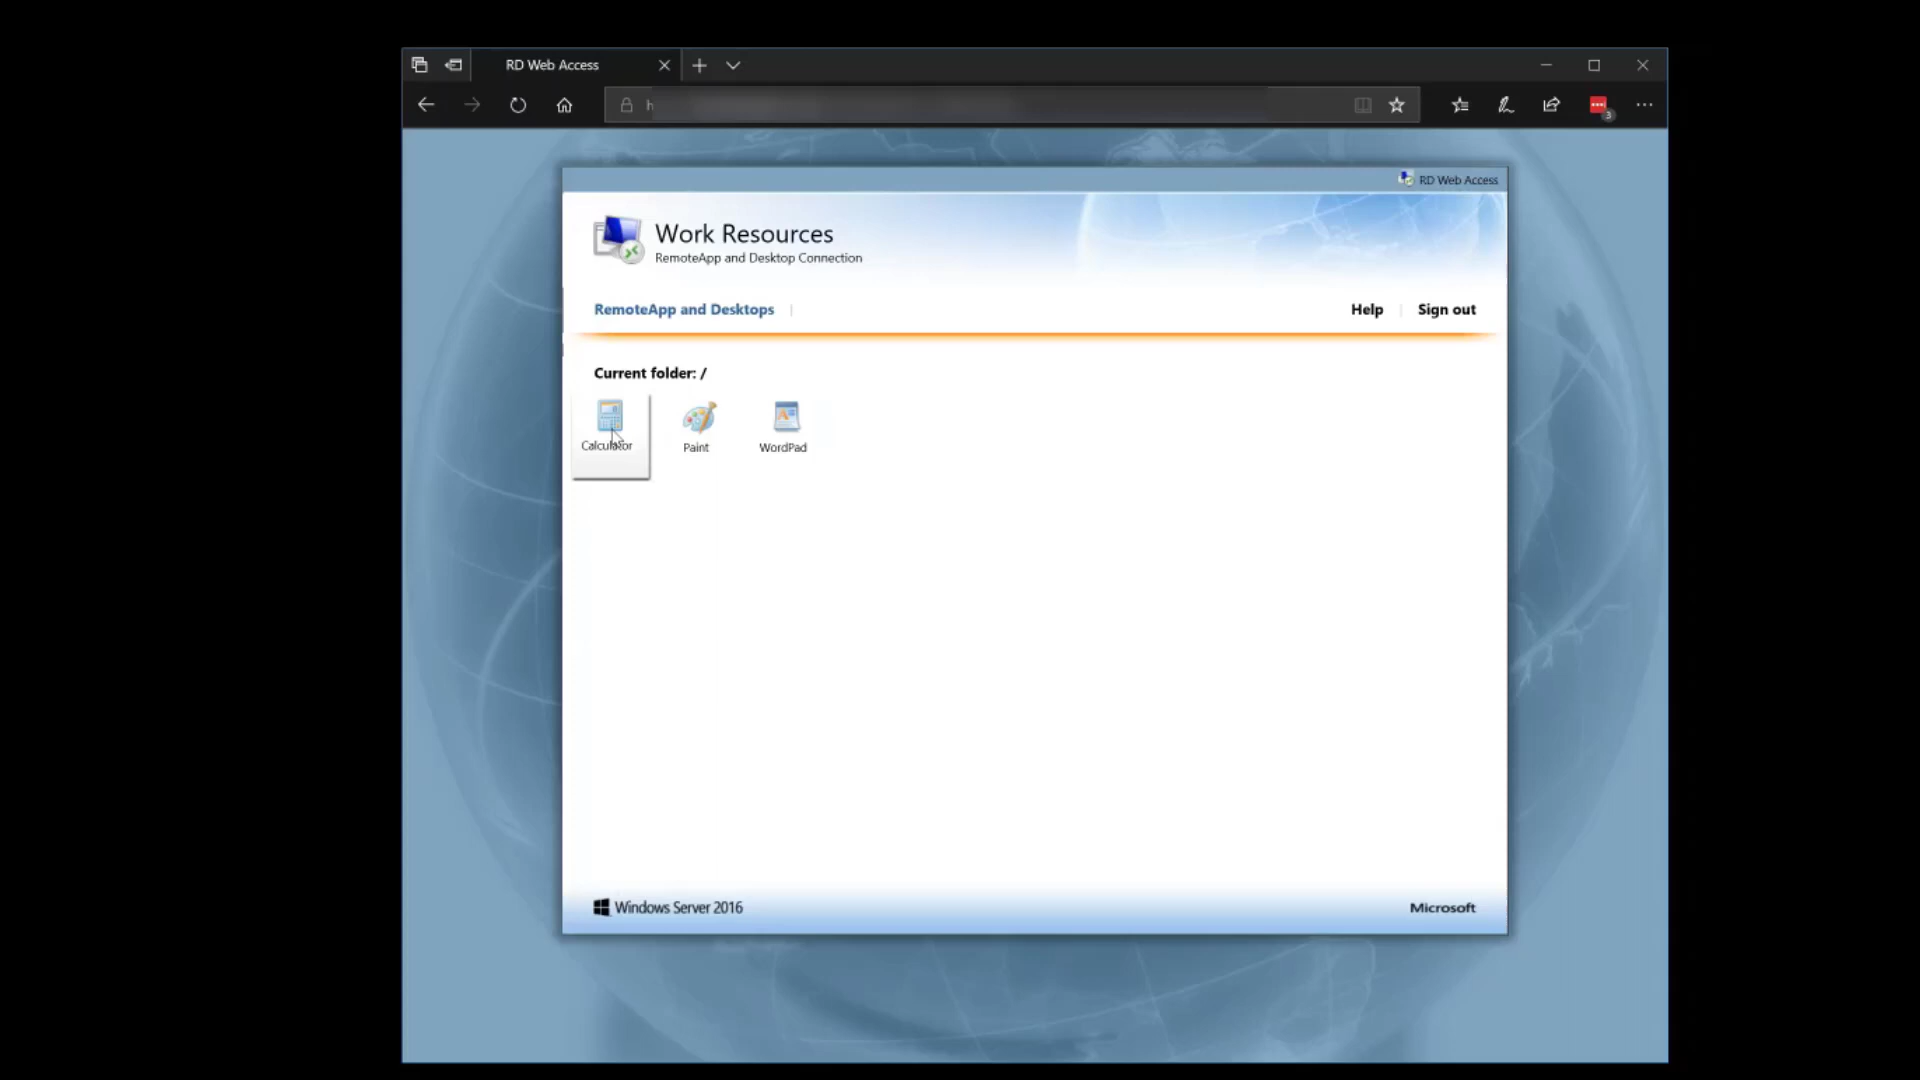 RD Web Access
h
3
RD Web Access
Work Resources
RemoteApp and Desktop Connection
RemoteApp and Desktops | Help | Sign out
Current folder: /
Calculator Paint WordPad
Windows Server 2016 Microsoft